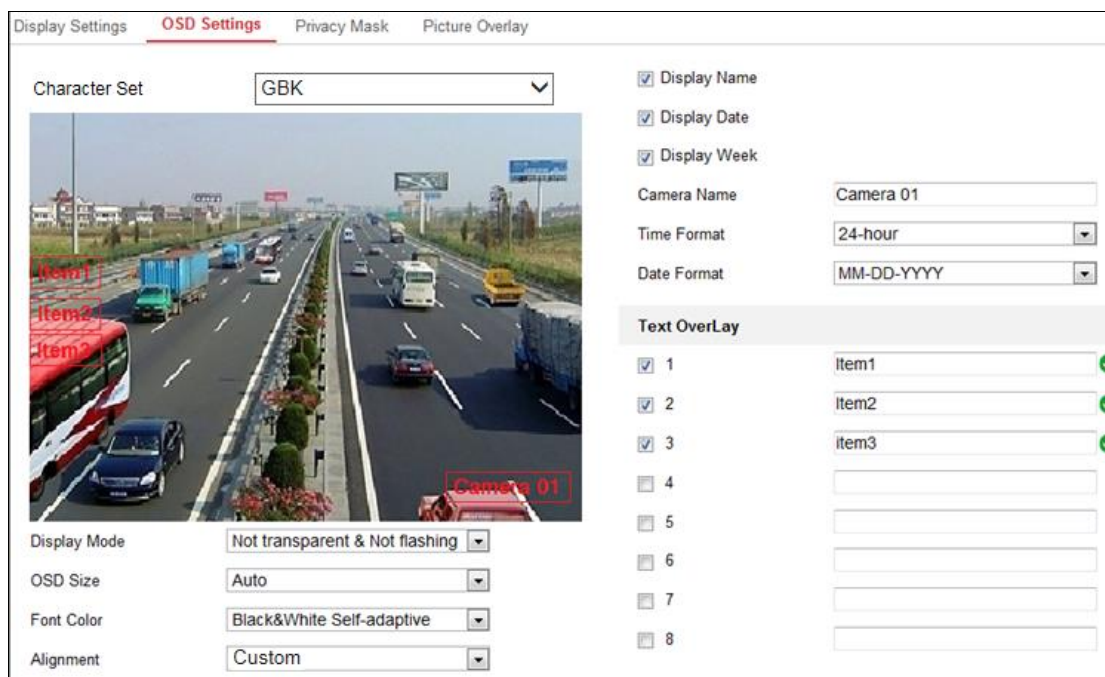 Display Settings OSD Settings Privacy Mask Picture Overlay
Character Set GBK
Item1
Item2
Item3
Camera 01
Display Mode Not transparent & Not flashing
OSD Size Auto
Font Color Black&White Self-adaptive
Alignment Custom
Display Name
Display Date
Display Week
Camera Name Camera 01
Time Format 24-hour
Date Format MM-DD-YYYY
Text OverLay
1 Item1
2 Item2
3 item3
4
5
6
7
8